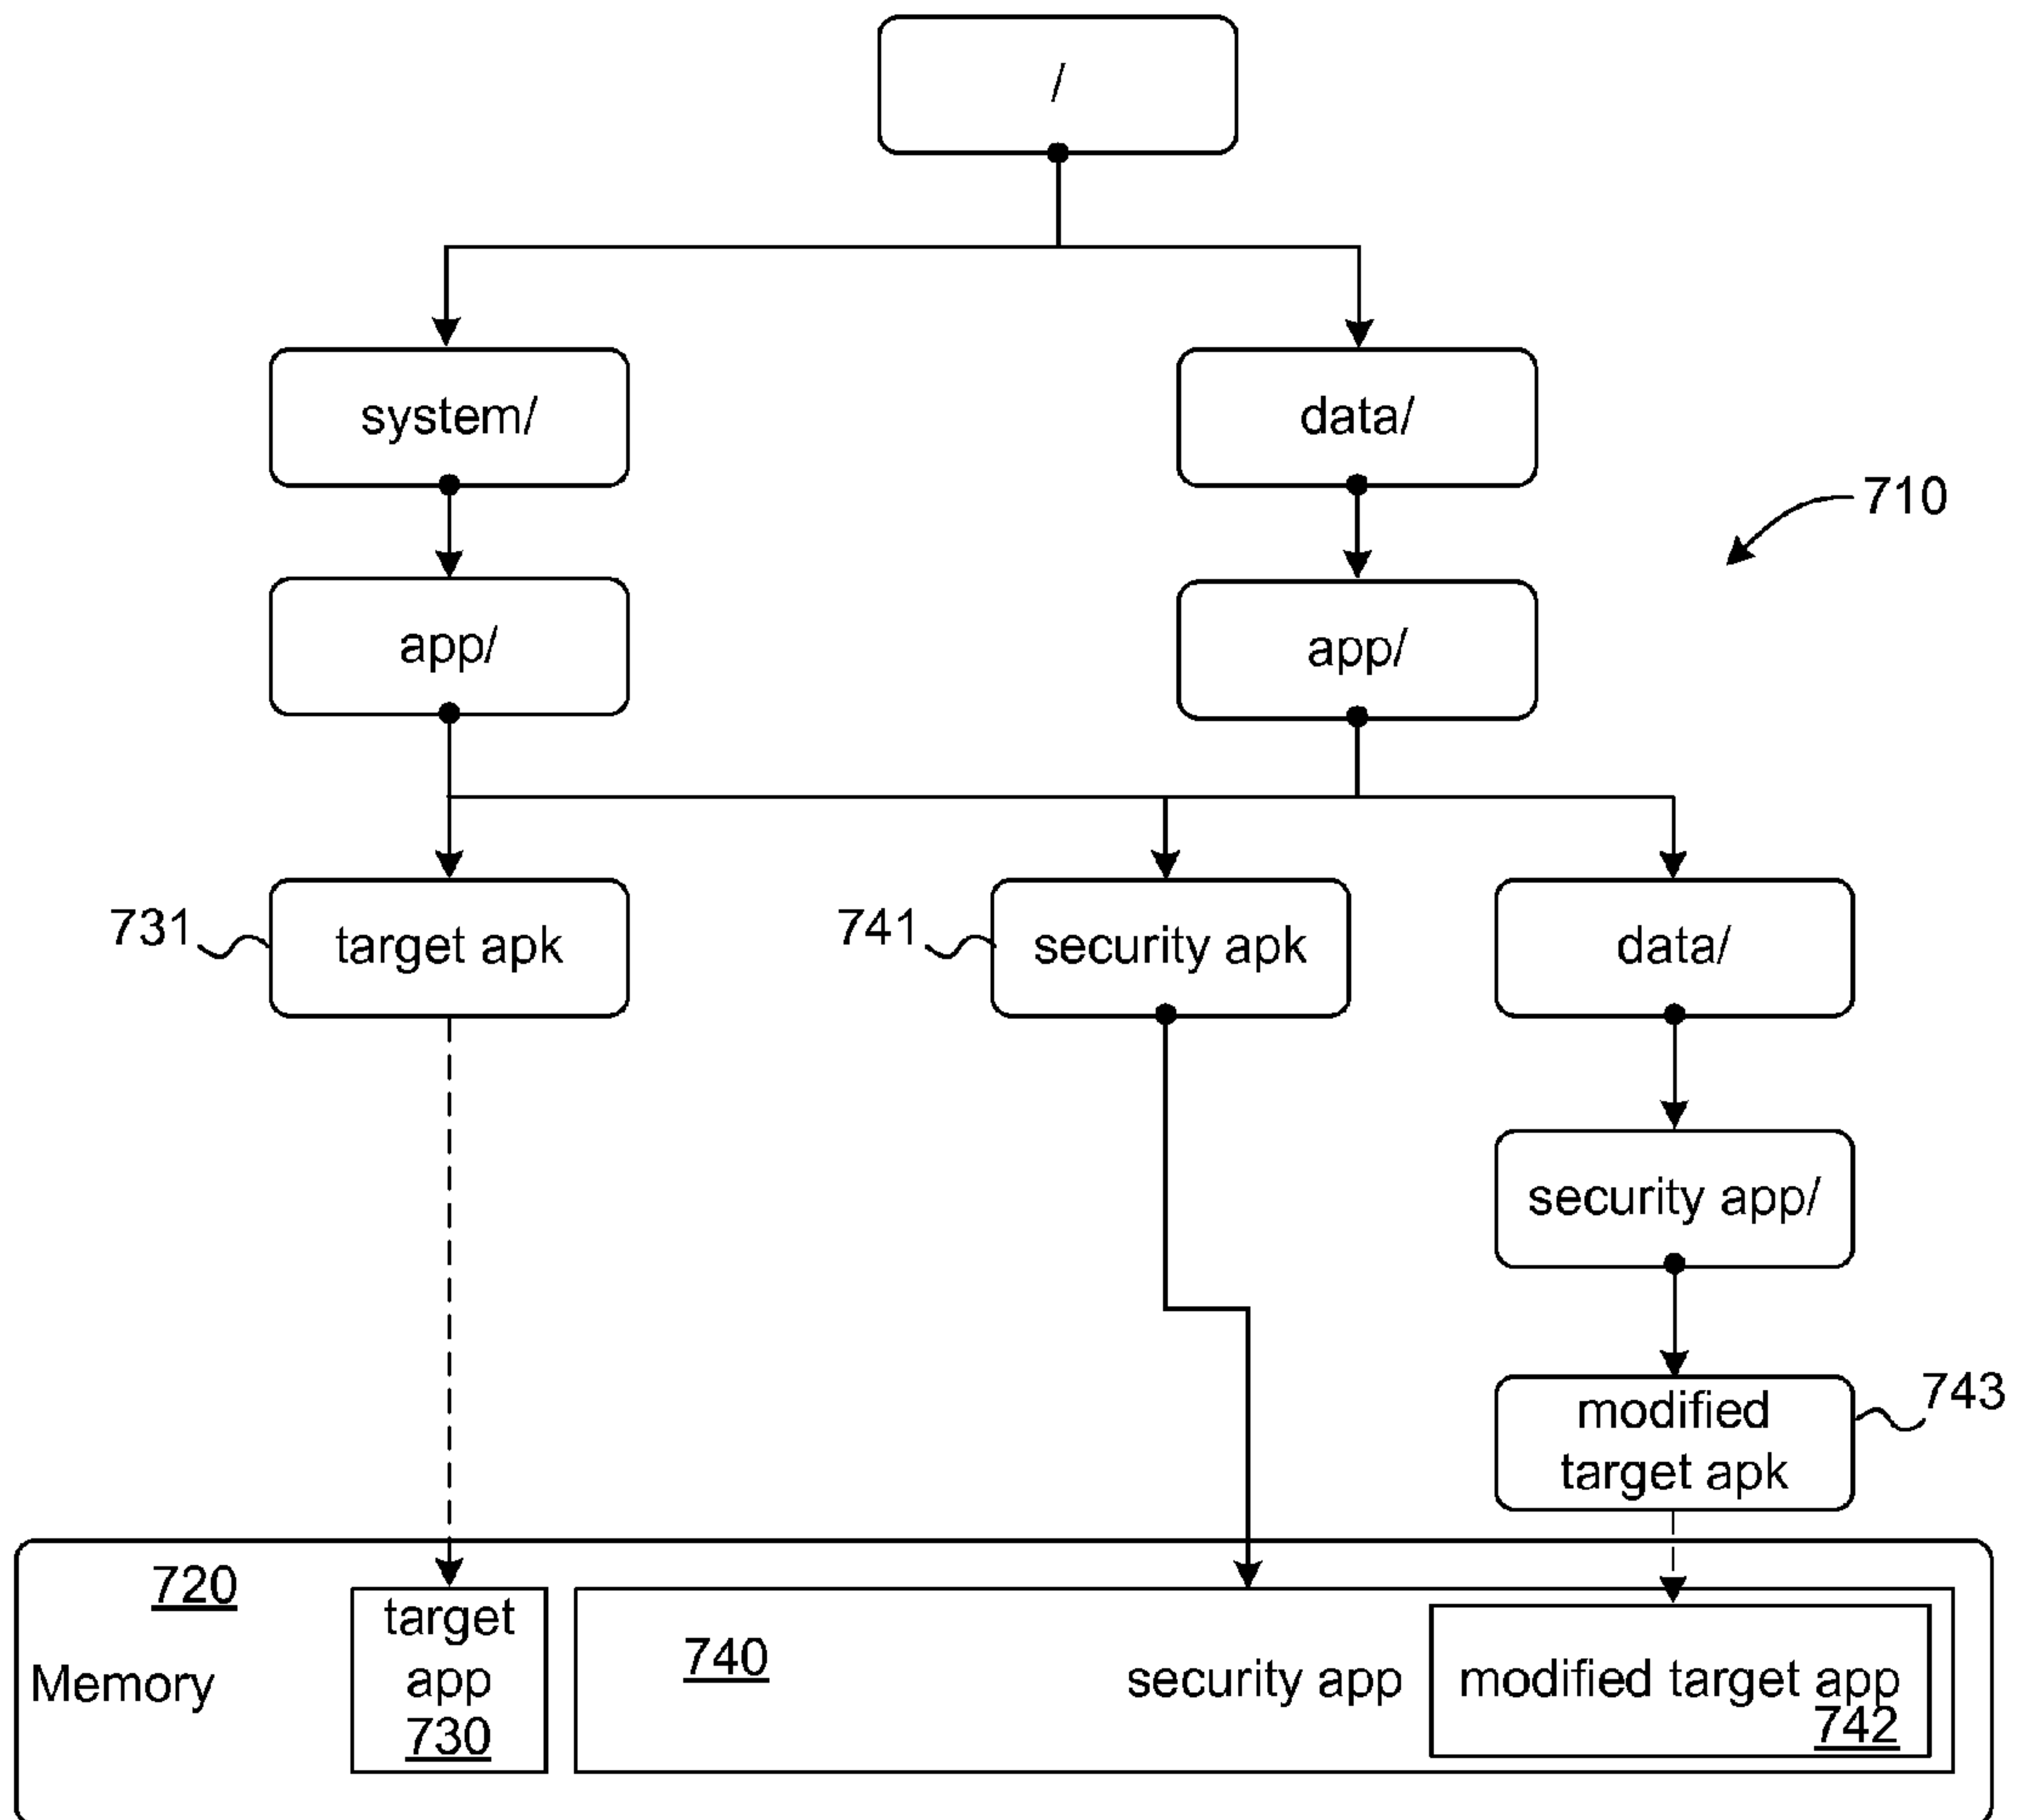 /
system/
data/
710
app/
app/
731
target apk
741
security apk
data/
security app/
modified
target apk
743
720
Memory
target
app
730
740
security app
modified target app
742